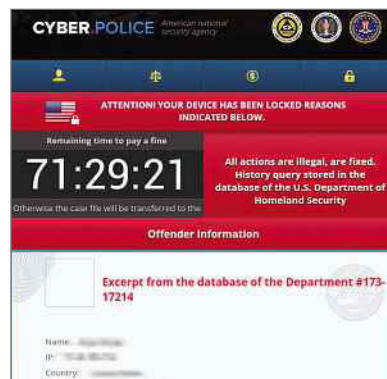 CYBER.POLICE American national
security agency
ATTENTION! YOUR DEVICE HAS BEEN LOCKED REASONS
INDICATED BELOW.
Remaining time to pay a fine
71:29:21
Otherwise the case file will be transferred to the
All actions are illegal, are fixed.
History query stored in the
database of the U.S. Department of
Homeland Security
Offender Information
Excerpt from the database of the Department #173-
17214
Name:
IP:
Country: